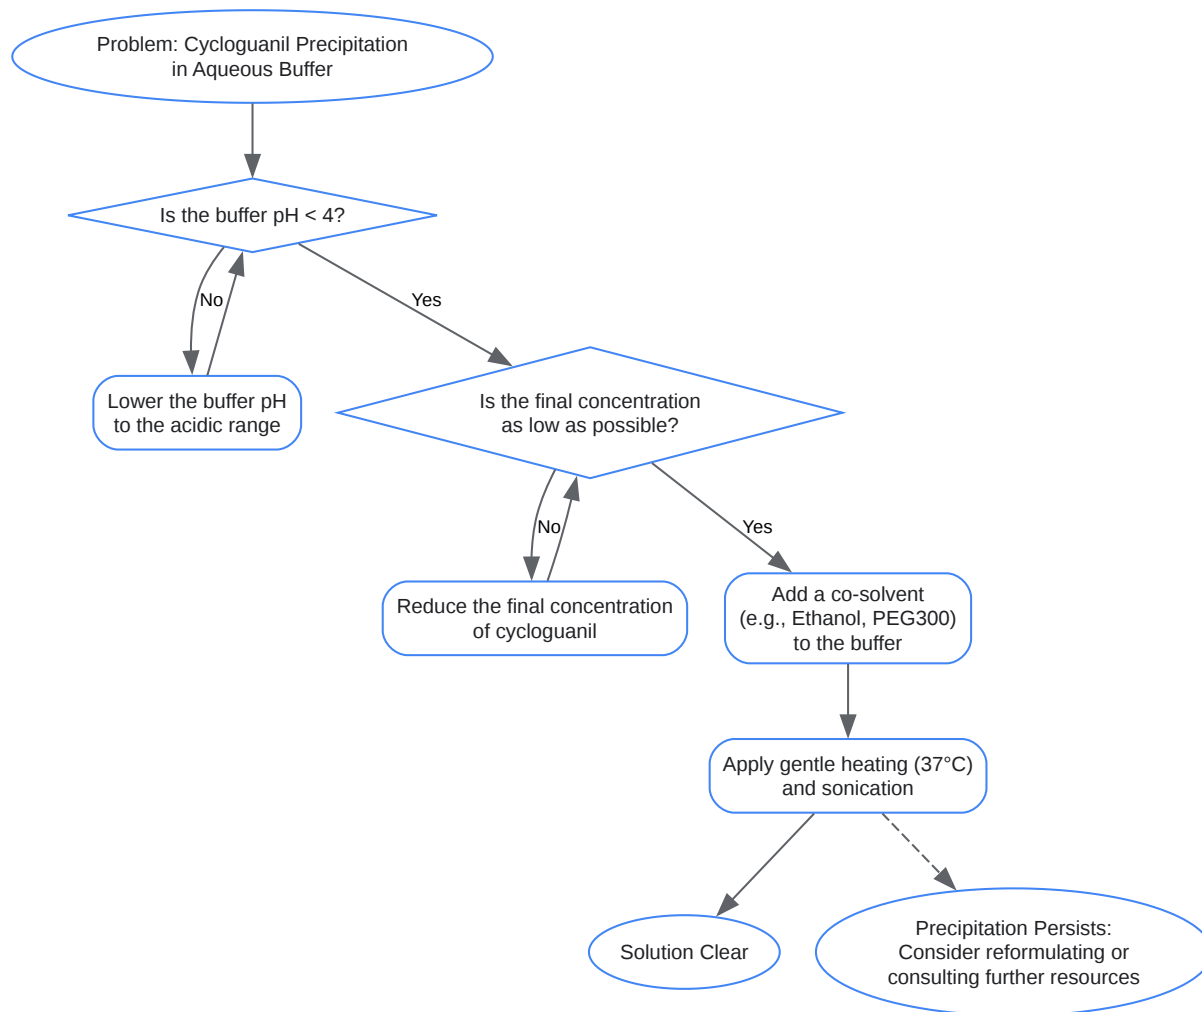 Problem: Cycloguanil Precipitation
in Aqueous Buffer
Is the buffer pH < 4?
No
Yes
Lower the buffer pH
to the acidic range
Is the final concentration
as low as possible?
No
Yes
Reduce the final concentration
of cycloguanil
Add a co-solvent
(e.g., Ethanol, PEG300)
to the buffer
Apply gentle heating (37°C)
and sonication
Solution Clear
Precipitation Persists:
Consider reformulating or
consulting further resources